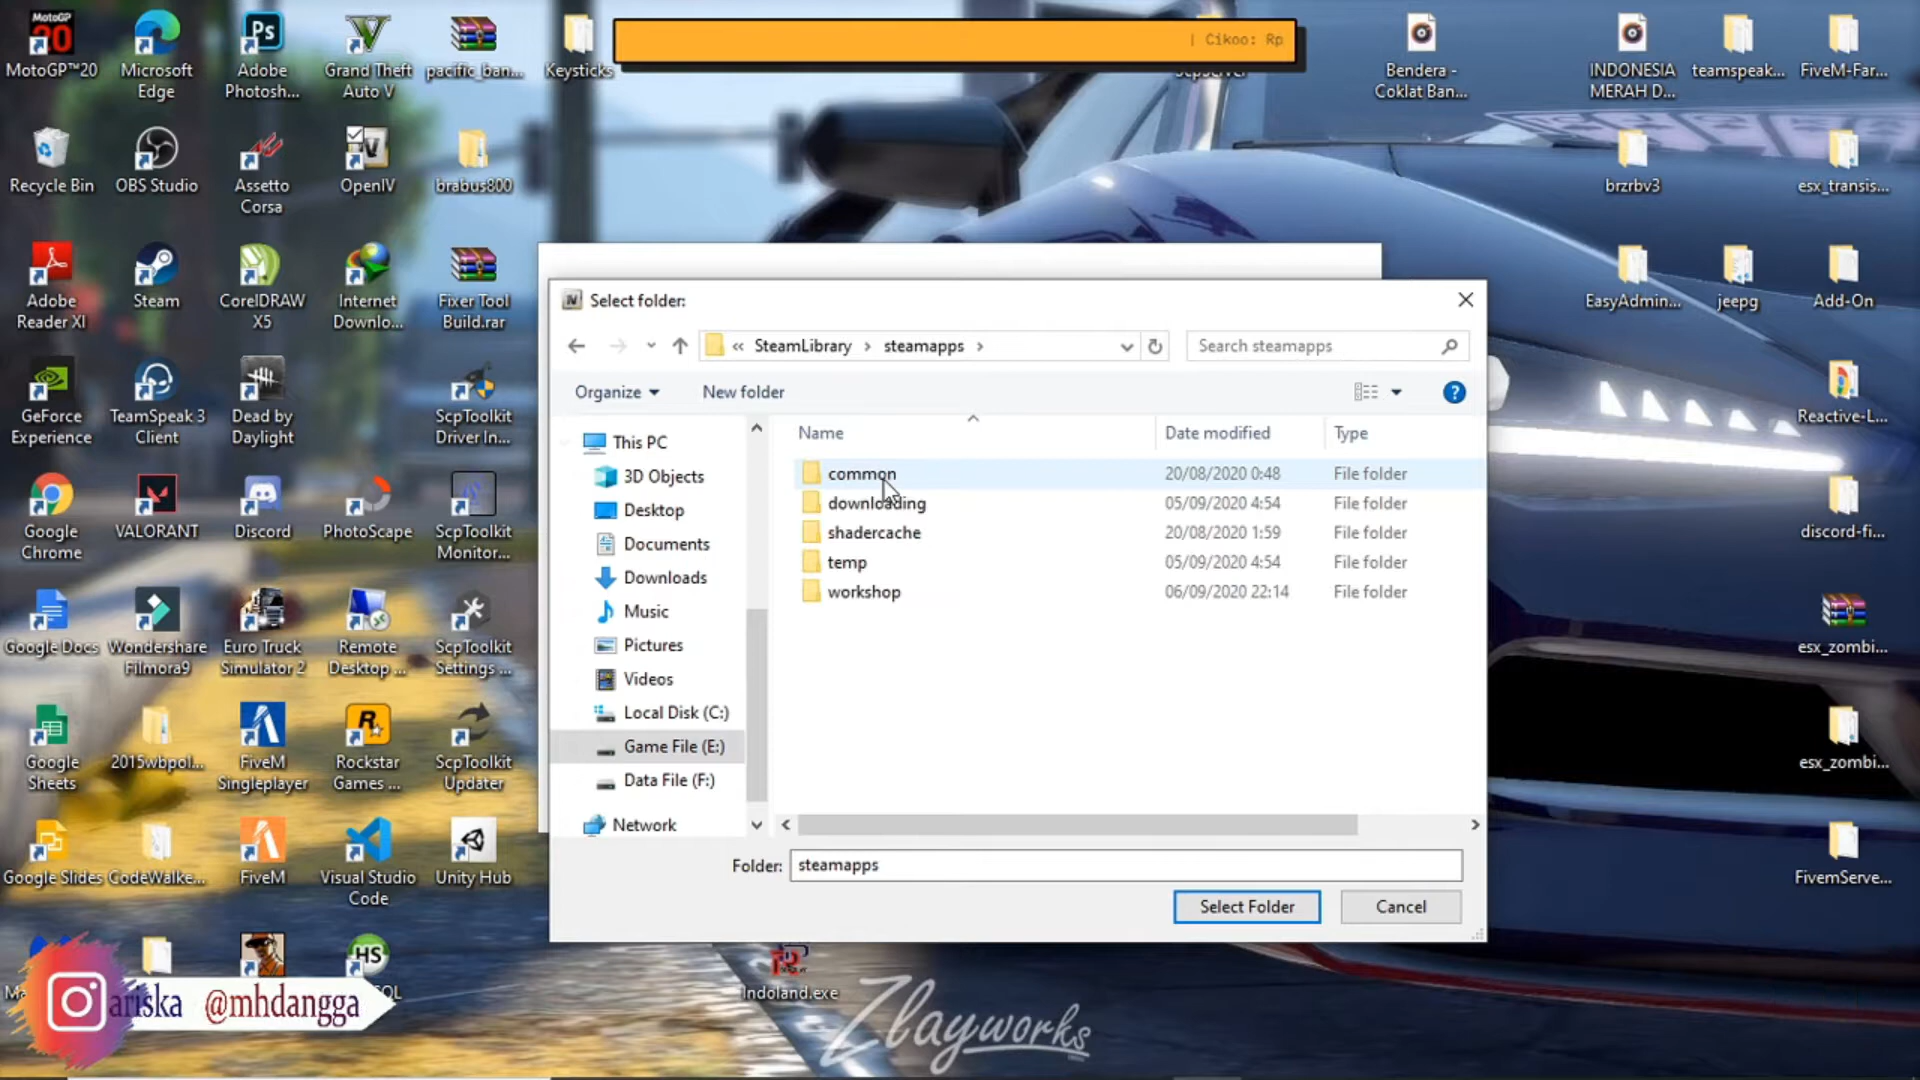 MotoGP™20
Microsoft
Edge
Adobe
Photosh...
Grand Theft
Auto V
pacific_ban...
Keysticks
| Cikoo: Rp
Bendera -
Coklat Ban...
INDONESIA
MERAH D...
teamspeak...
FiveM-Far...
Recycle Bin
OBS Studio
Assetto
Corsa
OpenIV
brabus800
brzrbv3
esx_transis...
Adobe
Reader XI
Steam
CorelDRAW
X5
Internet
Downlo...
Fixer Tool
Build.rar
EasyAdmin...
jeepg
Add-On
GeForce
Experience
TeamSpeak 3
Client
Dead by
Daylight
ScpToolkit
Driver In...
Reactive-L...
Google
Chrome
VALORANT
Discord
PhotoScape
ScpToolkit
Monitor...
discord-fi...
Google Docs
Wondershare
Filmora9
Euro Truck
Simulator 2
Remote
Desktop ...
ScpToolkit
Settings ...
esx_zombi...
Google
Sheets
2015wbpol...
FiveM
Singleplayer
Rockstar
Games ...
ScpToolkit
Updater
esx_zombi...
Google Slides
CodeWalke...
FiveM
Visual Studio
Code
Unity Hub
FivemServe...
Select folder:
« SteamLibrary › steamapps ›
Search steamapps
Organize
New folder
Name
Date modified
Type
This PC
3D Objects
Desktop
Documents
Downloads
Music
Pictures
Videos
Local Disk (C:)
Game File (E:)
Data File (F:)
Network
common 20/08/2020 0:48 File folder
downloading 05/09/2020 4:54 File folder
shadercache 20/08/2020 1:59 File folder
temp 05/09/2020 4:54 File folder
workshop 06/09/2020 22:14 File folder
Folder: steamapps
Select Folder
Cancel
Indoland.exe
ariska @mhdangga
Zlayworks